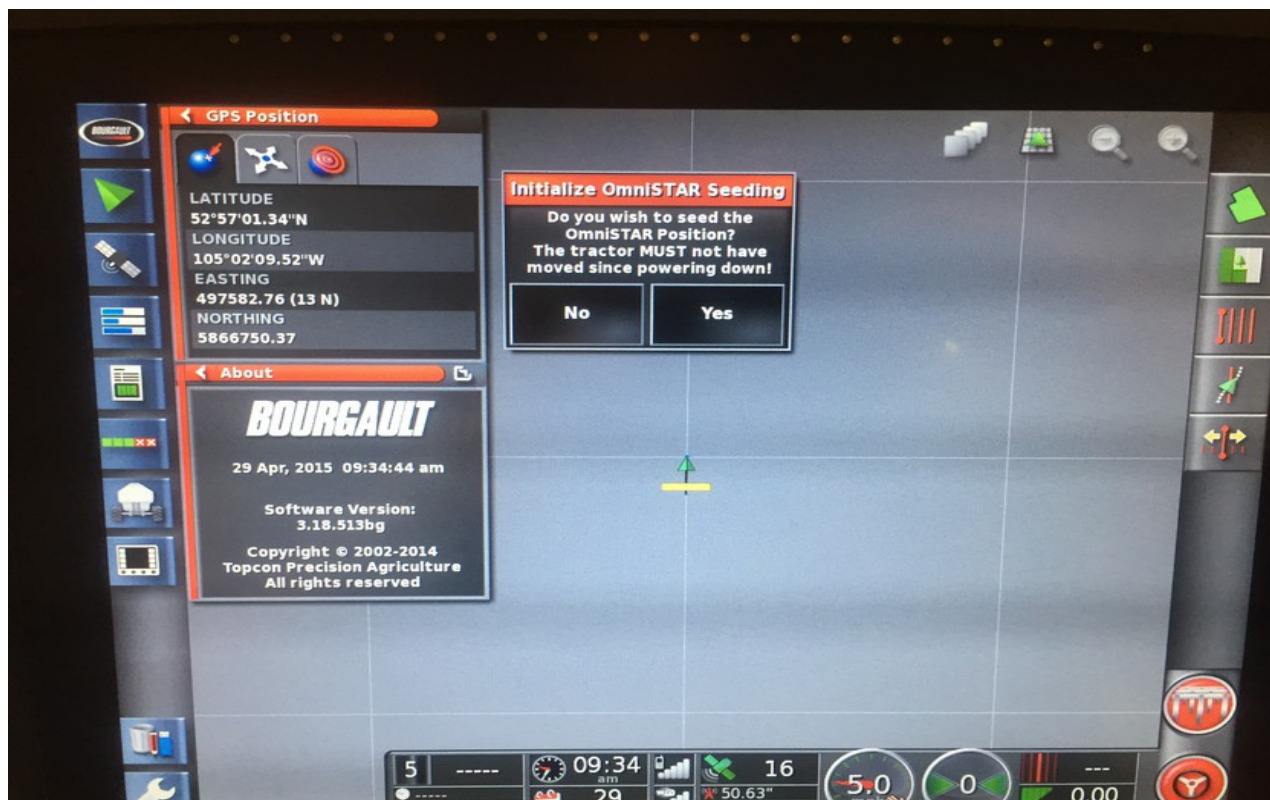 BOURGAULT
GPS Position
LATITUDE
52°57'01.34"N
LONGITUDE
105°02'09.52"W
EASTING
497582.76 (13 N)
NORTHING
5866750.37
Initialize OmniSTAR Seeding
Do you wish to seed the
OmniSTAR Position?
The tractor MUST not have
moved since powering down!
No
Yes
About
BOURGAULT
29 Apr, 2015 09:34:44 am
Software Version:
3.18.513bg
Copyright © 2002-2014
Topcon Precision Agriculture
All rights reserved
5
-----
09:34
am
16
5.0
0
---
-----
29
50.63"
0.00